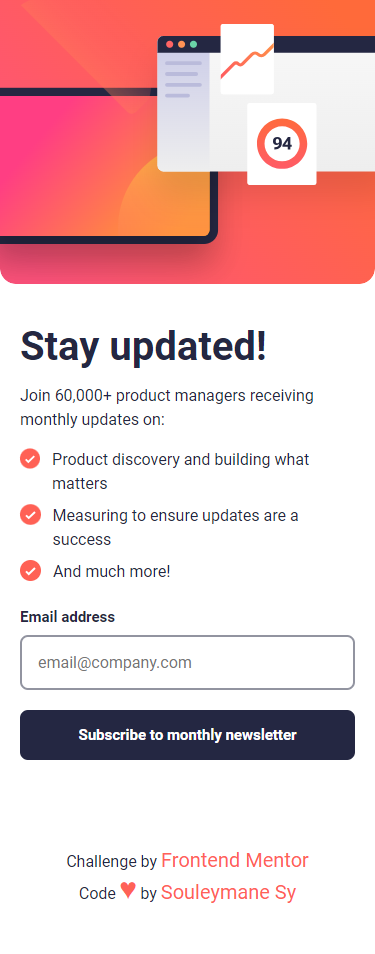 94
Stay updated!
Join 60,000+ product managers receiving
monthly updates on:
Product discovery and building what
matters
Measuring to ensure updates are a
success
And much more!
Email address
email@company.com
Subscribe to monthly newsletter
Challenge by Frontend Mentor
Code ♥ by Souleymane Sy